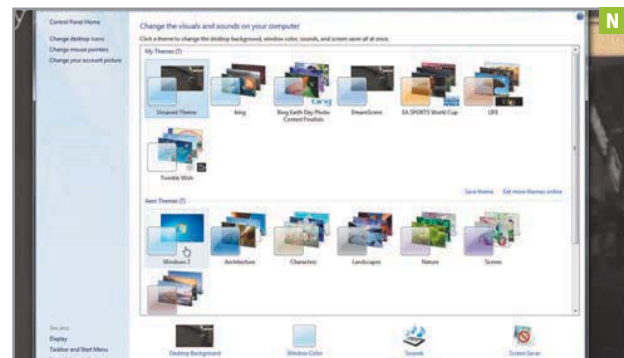 N
Control Panel Home
Change desktop icons
Change mouse pointers
Change your account picture
Change the visuals and sounds on your computer
Click a theme to change the desktop background, window color, sounds, and screen saver all at once.
My Themes (7)
Unsaved Theme
bing
Bing Earth Day Photo
Contest Finalists
DreamScene
EA SPORTS World Cup
LIFE
Twinkle Wish
Save theme
Get more themes online
Aero Themes (7)
Windows 7
Architecture
Characters
Landscapes
Nature
Scenes
See also
Display
Taskbar and Start Menu
Desktop Background
Window Color
Sounds
Screen Saver